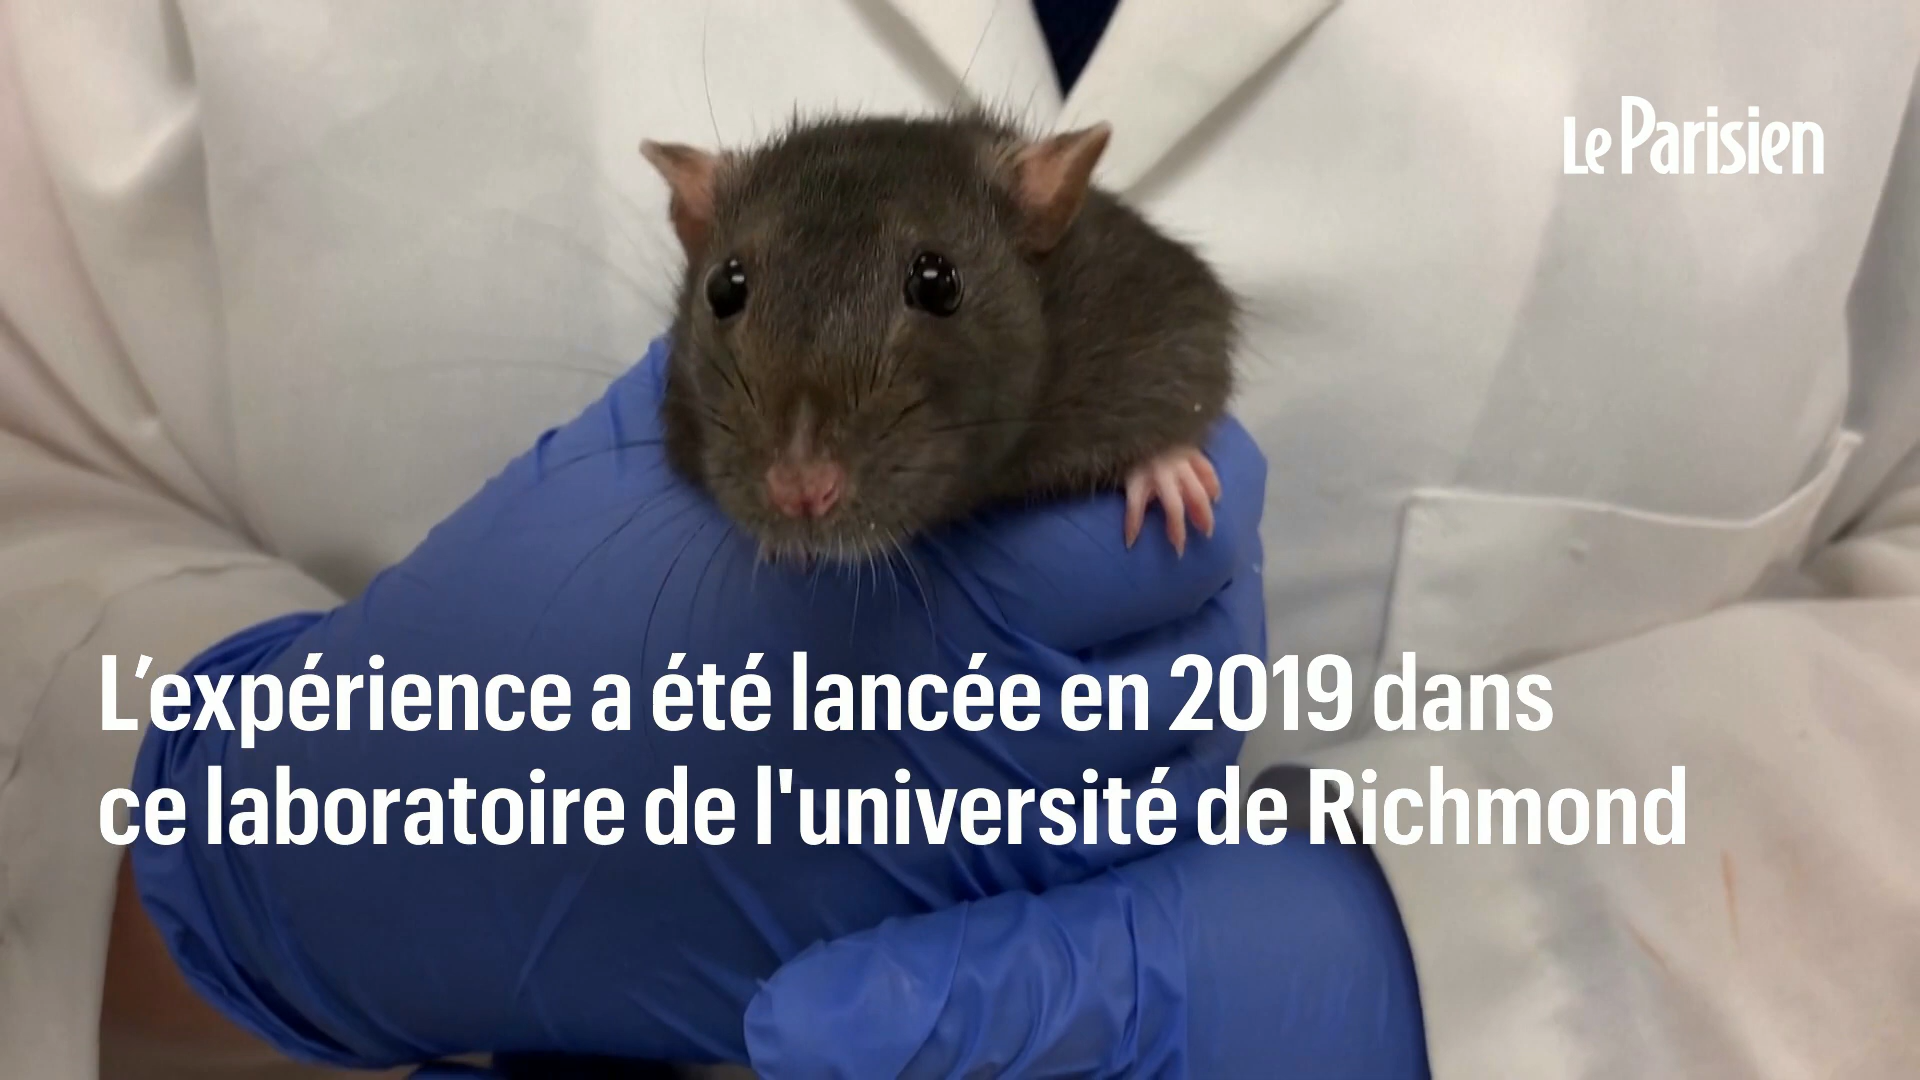 Le Parisien
L’expérience a été lancée en 2019 dans
ce laboratoire de l'université de Richmond